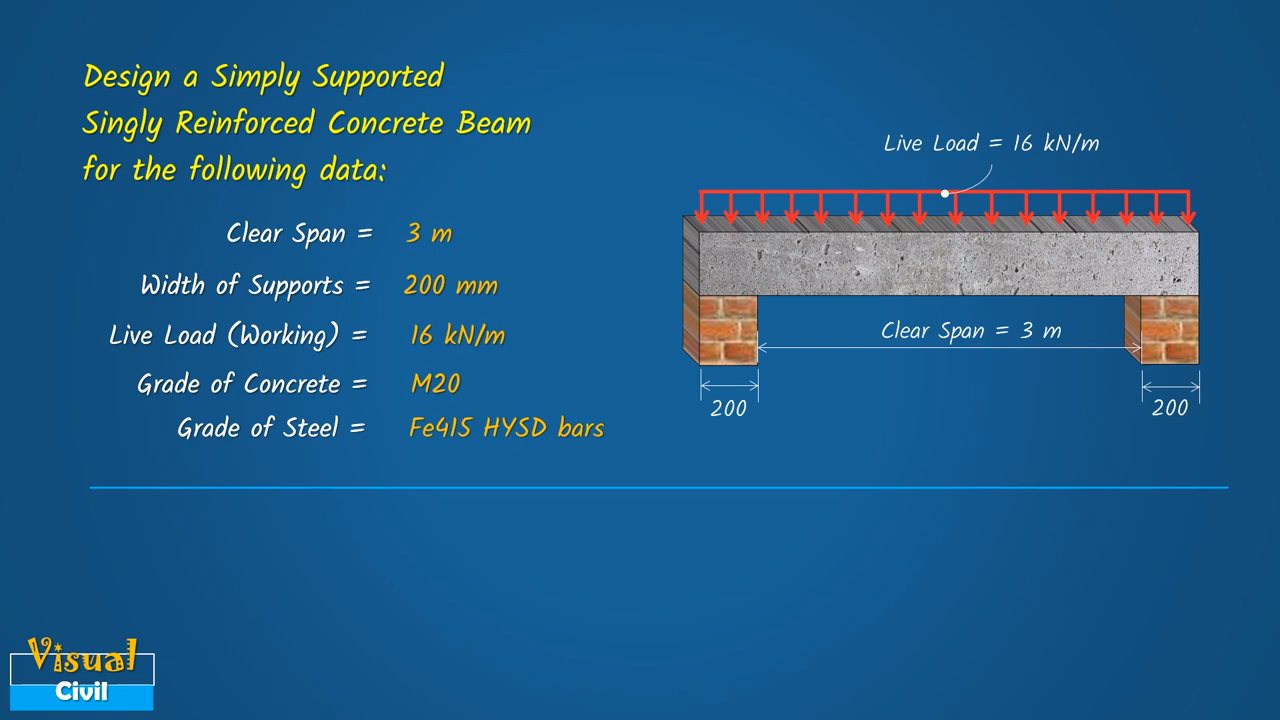 Design a Simply Supported
Singly Reinforced Concrete Beam
for the following data:
Clear Span = 3 m
Width of Supports = 200 mm
Live Load (Working) = 16 kN/m
Grade of Concrete = M20
Grade of Steel = Fe415 HYSD bars
Live Load = 16 kN/m
Clear Span = 3 m
200
200
Visual
Civil